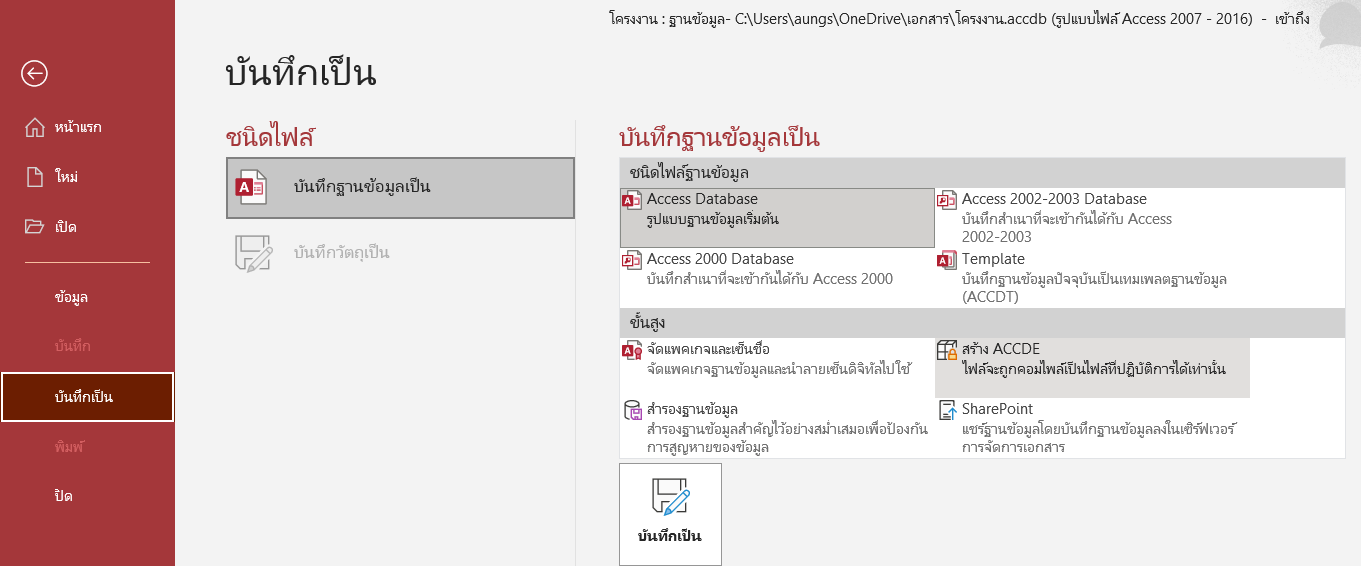 โครงงาน : ฐานข้อมูล- C:\Users\aungs\OneDrive\เอกสาร\โครงงาน.accdb (รูปแบบไฟล์ Access 2007 - 2016)  -  เข้าถึง
หน้าแรก
ใหม่
เปิด
ข้อมูล
บันทึก
บันทึกเป็น
พิมพ์
ปิด
บันทึกเป็น
ชนิดไฟล์
บันทึกฐานข้อมูลเป็น
บันทึกวัตถุเป็น
บันทึกฐานข้อมูลเป็น
ชนิดไฟล์ฐานข้อมูล
Access Database
รูปแบบฐานข้อมูลเริ่มต้น
Access 2002-2003 Database
บันทึกสำเนาที่จะเข้ากันได้กับ Access
2002-2003
Access 2000 Database
บันทึกสำเนาที่จะเข้ากันได้กับ Access 2000
Template
บันทึกฐานข้อมูลปัจจุบันเป็นเทมเพลตฐานข้อมูล
(ACCDT)
ขั้นสูง
จัดแพคเกจและเซ็นชื่อ
จัดแพคเกจฐานข้อมูลและนำลายเซ็นดิจิทัลไปใช้
สร้าง ACCDE
ไฟล์จะถูกคอมไพล์เป็นไฟล์ที่ปฏิบัติการได้เท่านั้น
สำรองฐานข้อมูล
สำรองฐานข้อมูลสำคัญไว้อย่างสม่ำเสมอเพื่อป้องกัน
การสูญหายของข้อมูล
SharePoint
แชร์ฐานข้อมูลโดยบันทึกฐานข้อมูลลงในเซิร์ฟเวอร์
การจัดการเอกสาร
บันทึกเป็น